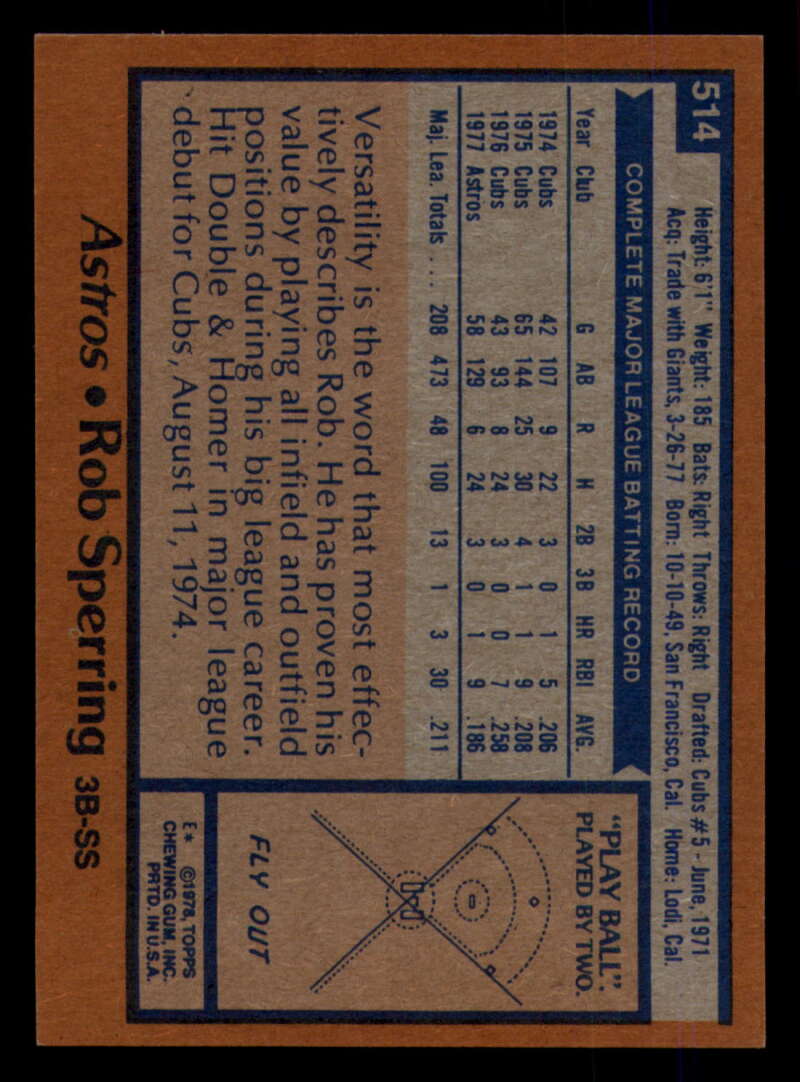 514
Height: 6'1" Weight: 185 Bats: Right Throws: Right Drafted: Cubs #5 - June, 1971
Acq: Trade with Giants, 3-26-77 Born: 10-10-49, San Francisco, Cal. Home: Lodi, Cal.
COMPLETE MAJOR LEAGUE BATTING RECORD
Year Club G AB R H 2B 3B HR RBI AVG.
1974 Cubs 42 107 9 22 3 0 1 5 .206
1975 Cubs 65 144 25 30 4 1 1 9 .208
1976 Cubs 43 93 8 24 3 0 0 7 .258
1977 Astros 58 129 6 24 3 0 1 9 .186
Maj. Lea. Totals ... 208 473 48 100 13 1 3 30 .211
Versatility is the word that most effec-
tively describes Rob. He has proven his
value by playing all infield and outfield
positions during his big league career.
Hit Double & Homer in major league
debut for Cubs, August 11, 1974.
"PLAY BALL":
PLAYED BY TWO.
FLY OUT
E* ©1978, TOPPS
CHEWING GUM, INC.
PRTD. IN U.S.A.
Astros • Rob Sperring 3B-SS